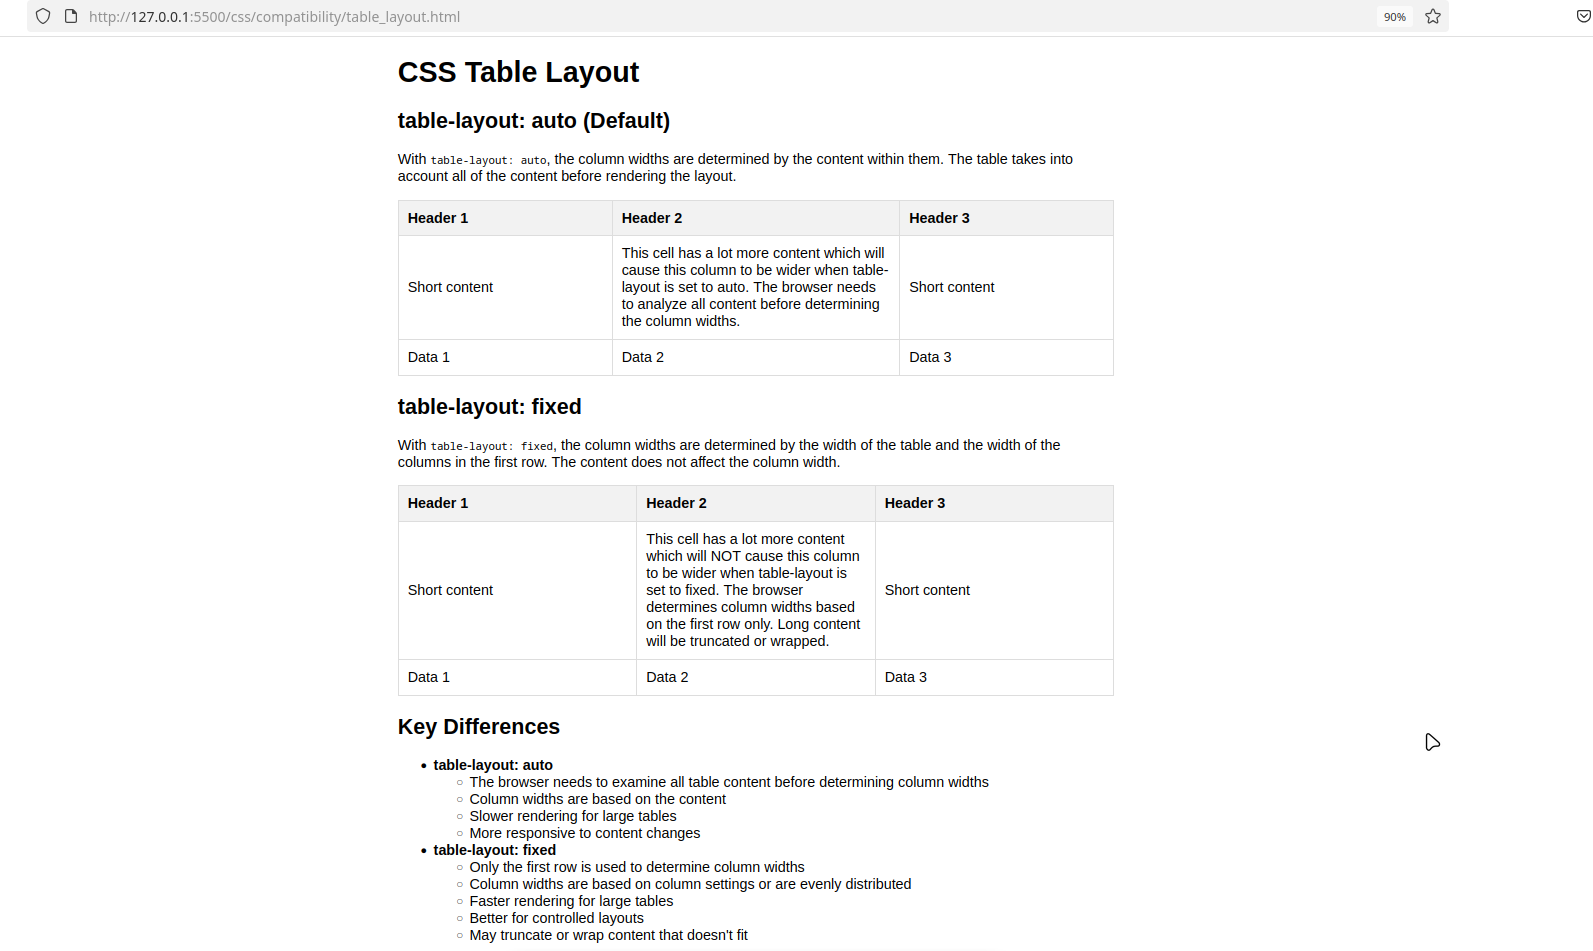 http://127.0.0.1:5500/css/compatibility/table_layout.html
90%
CSS Table Layout
table-layout: auto (Default)
With table-layout: auto, the column widths are determined by the content within them. The table takes into
account all of the content before rendering the layout.
Header 1 Header 2 Header 3
Short content
This cell has a lot more content which will
cause this column to be wider when table-
layout is set to auto. The browser needs
to analyze all content before determining
the column widths.
Short content
Data 1 Data 2 Data 3
table-layout: fixed
With table-layout: fixed, the column widths are determined by the width of the table and the width of the
columns in the first row. The content does not affect the column width.
Header 1 Header 2 Header 3
Short content
This cell has a lot more content
which will NOT cause this column
to be wider when table-layout is
set to fixed. The browser
determines column widths based
on the first row only. Long content
will be truncated or wrapped.
Short content
Data 1 Data 2 Data 3
Key Differences
• table-layout: auto
○ The browser needs to examine all table content before determining column widths
○ Column widths are based on the content
○ Slower rendering for large tables
○ More responsive to content changes
• table-layout: fixed
○ Only the first row is used to determine column widths
○ Column widths are based on column settings or are evenly distributed
○ Faster rendering for large tables
○ Better for controlled layouts
○ May truncate or wrap content that doesn't fit